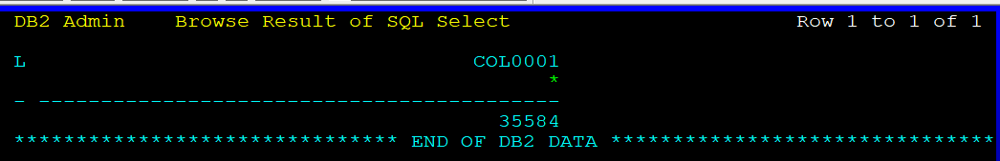 DB2 Admin    Browse Result of SQL Select                       Row 1 to 1 of 1
L                                    COL0001
                                           *
- ------------------------------------------
                                       35584
******************************* END OF DB2 DATA *******************************